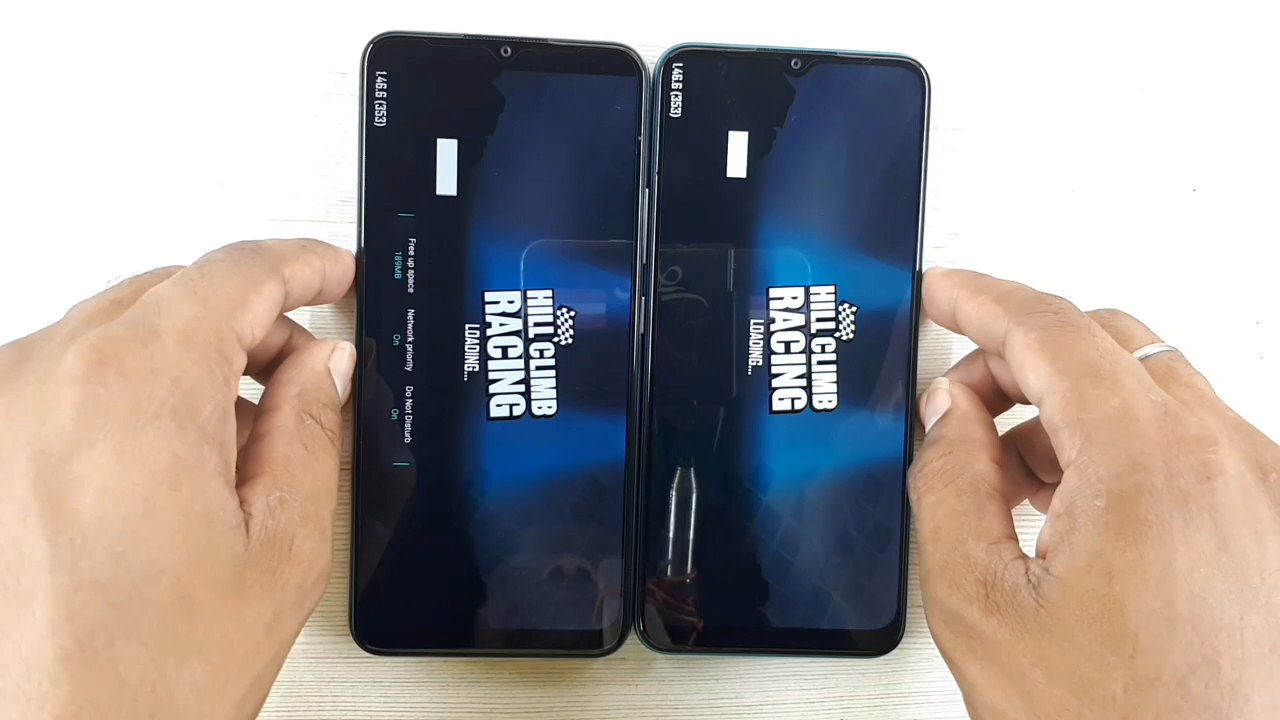 1.46.6 (353)
Free up space
189MB
Network priority
On
Do Not Disturb
On
HILL CLIMB
RACING
LOADING...
1.46.6 (353)
HILL CLIMB
RACING
LOADING...